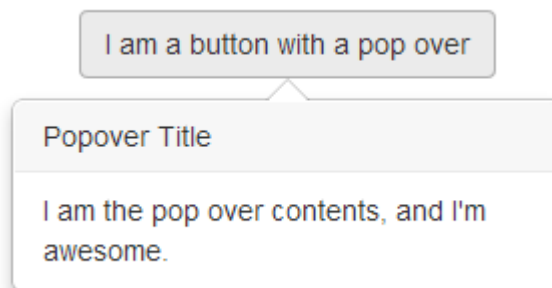 I am a button with a pop over
Popover Title
I am the pop over contents, and I'm
awesome.